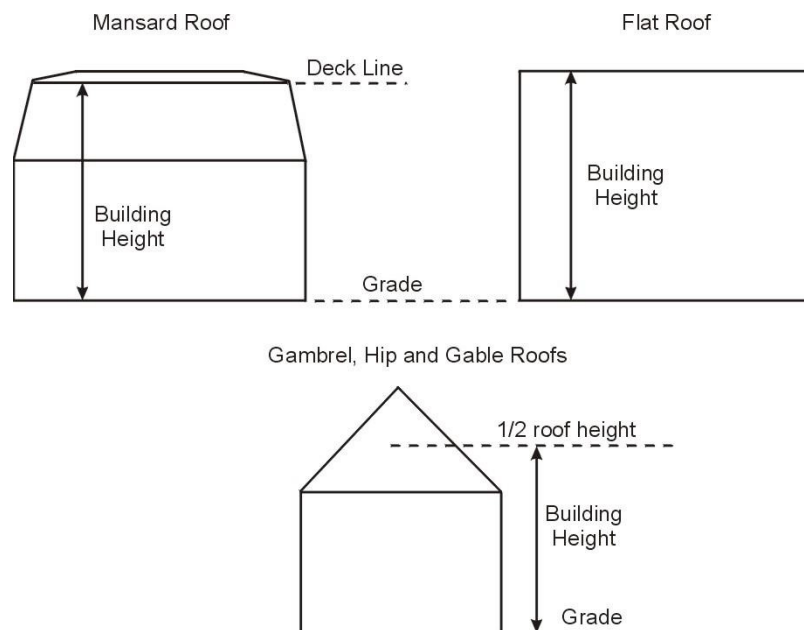 Mansard Roof
Flat Roof
Deck Line
Building
Height
Building
Height
Grade
Gambrel, Hip and Gable Roofs
1/2 roof height
Building
Height
Grade